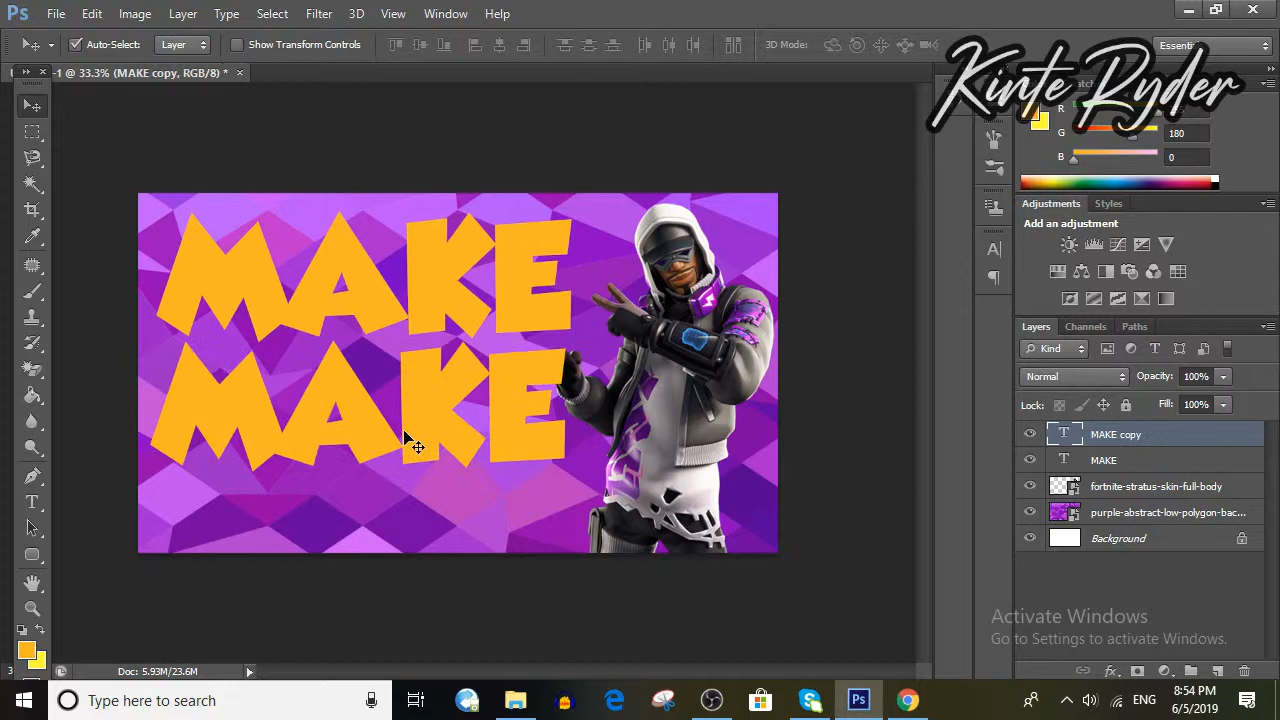 Ps File Edit Image Layer Type Select Filter 3D View Window Help
Auto-Select: Layer Show Transform Controls 3D Mode:
-1 @ 33.3% (MAKE copy, RGB/8) * ×
Kinte Ryder
R
G 180
B 0
Adjustments Styles
Add an adjustment
MAKE
MAKE
Layers Channels Paths
Kind
Normal Opacity: 100%
Lock: Fill: 100%
T MAKE copy
T MAKE
fortnite-stratus-skin-full-body
purple-abstract-low-polygon-bac...
Background
Activate Windows
Go to Settings to activate Windows.
Doc: 5.93M/23.6M
Type here to search
ENG
8:54 PM
6/5/2019